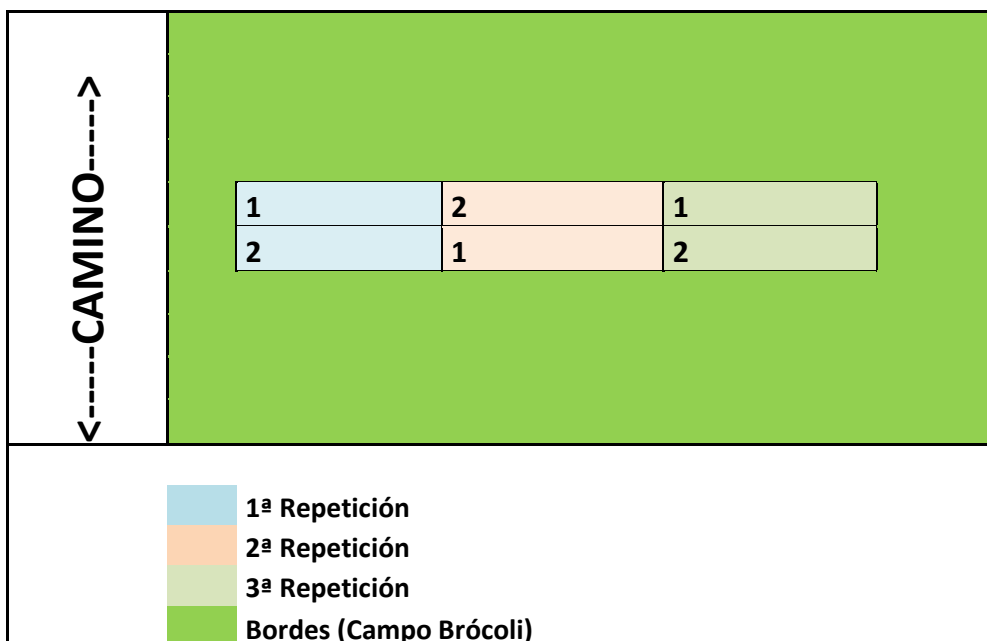 <-----CAMINO----->
1 2 1
2 1 2
1ª Repetición
2ª Repetición
3ª Repetición
Bordes (Campo Brócoli)